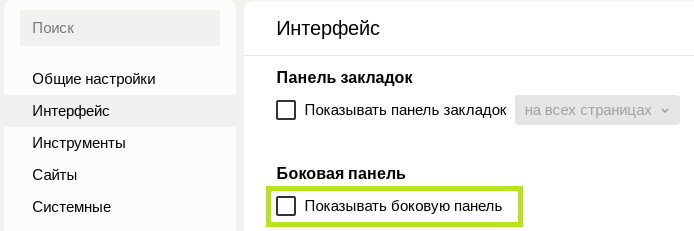 Поиск
Общие настройки
Интерфейс
Инструменты
Сайты
Системные
Интерфейс
Панель закладок
Показывать панель закладок на всех страницах
Боковая панель
Показывать боковую панель